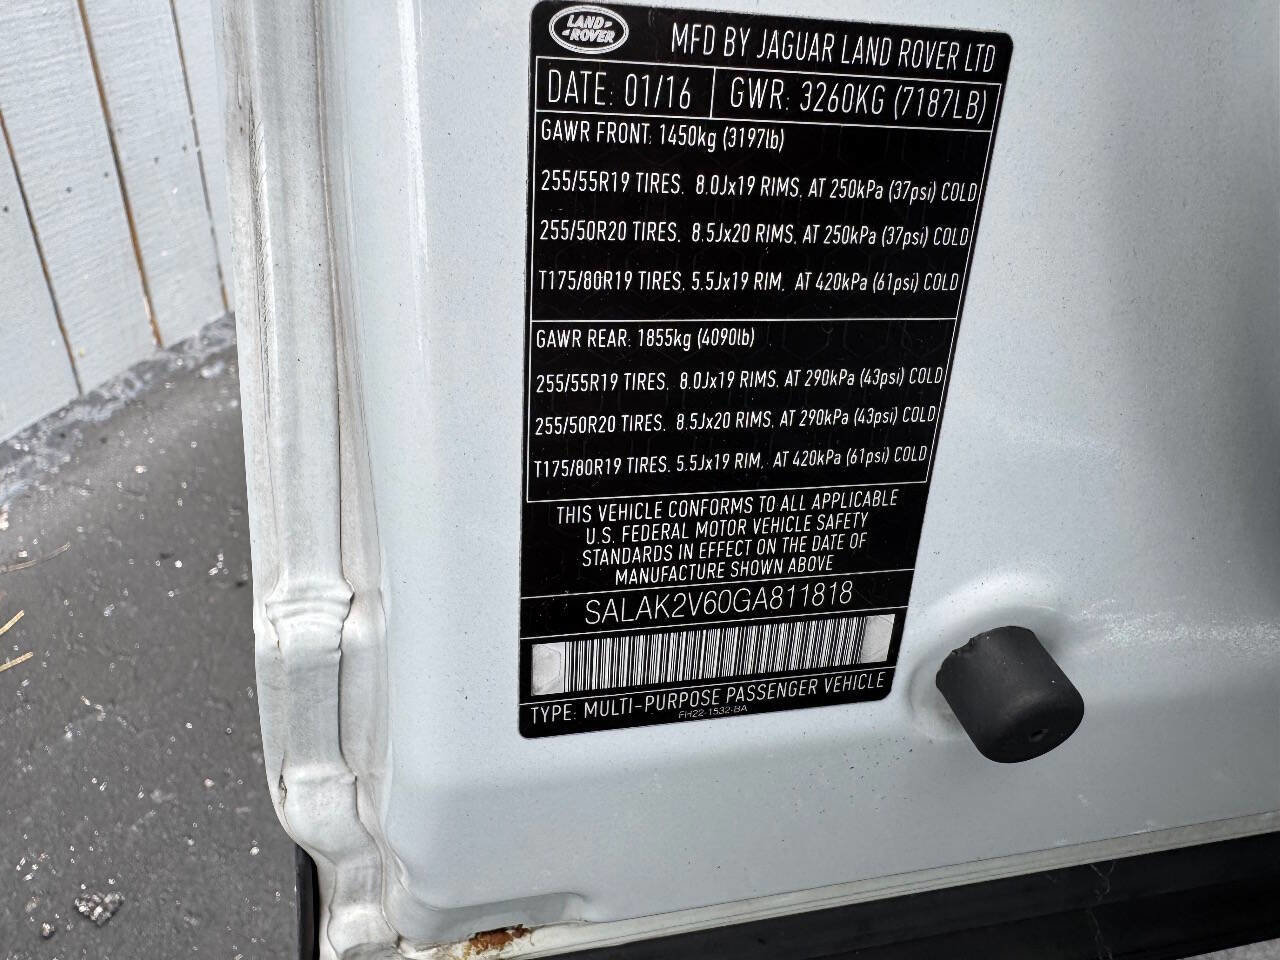 LAND-
-ROVER
MFD BY JAGUAR LAND ROVER LTD
DATE: 01/16 GWR: 3260KG (7187LB)
GAWR FRONT: 1450kg (3197lb)
255/55R19 TIRES. 8.0Jx19 RIMS. AT 250kPa (37psi) COLD
255/50R20 TIRES. 8.5Jx20 RIMS. AT 250kPa (37psi) COLD
T175/80R19 TIRES. 5.5Jx19 RIM. AT 420kPa (61psi) COLD
GAWR REAR: 1855kg (4090lb)
255/55R19 TIRES. 8.0Jx19 RIMS. AT 290kPa (43psi) COLD
255/50R20 TIRES. 8.5Jx20 RIMS. AT 290kPa (43psi) COLD
T175/80R19 TIRES. 5.5Jx19 RIM. AT 420kPa (61psi) COLD
THIS VEHICLE CONFORMS TO ALL APPLICABLE
U.S. FEDERAL MOTOR VEHICLE SAFETY
STANDARDS IN EFFECT ON THE DATE OF
MANUFACTURE SHOWN ABOVE
SALAK2V60GA811818
TYPE: MULTI-PURPOSE PASSENGER VEHICLE
FH22-1532-BA